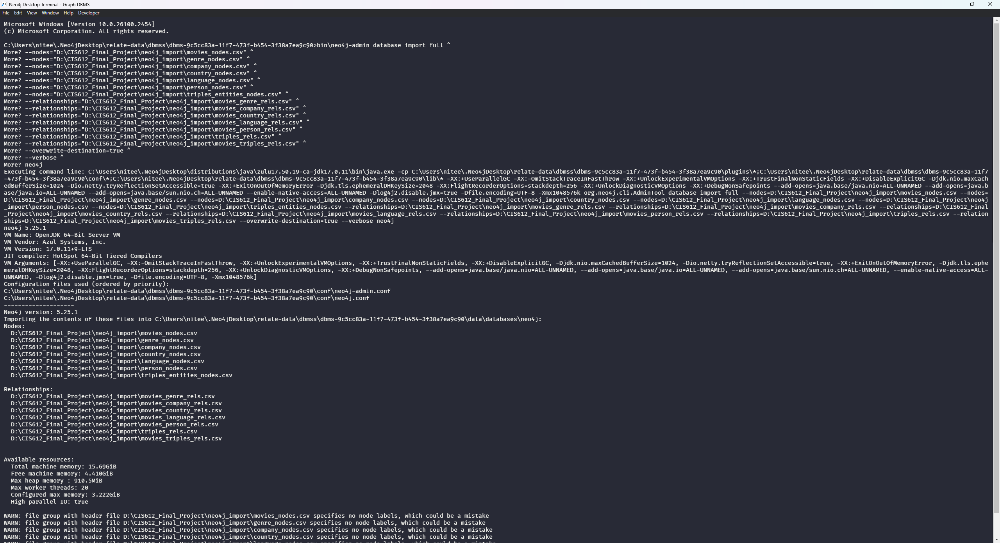 Neo4j Desktop Terminal - Graph DBMS
File Edit View Window Help Developer
Microsoft Windows [Version 10.0.26100.2454]
(c) Microsoft Corporation. All rights reserved.
C:\Users\nitee\.Neo4jDesktop\relate-data\dbmss\dbms-9c5cc83a-11f7-473f-b454-3f38a7ea9c90>bin\neo4j-admin database import full ^
More? --nodes="D:\CIS612_Final_Project\neo4j_import\movies_nodes.csv" ^
More? --nodes="D:\CIS612_Final_Project\neo4j_import\genre_nodes.csv" ^
More? --nodes="D:\CIS612_Final_Project\neo4j_import\company_nodes.csv" ^
More? --nodes="D:\CIS612_Final_Project\neo4j_import\country_nodes.csv" ^
More? --nodes="D:\CIS612_Final_Project\neo4j_import\language_nodes.csv" ^
More? --nodes="D:\CIS612_Final_Project\neo4j_import\person_nodes.csv" ^
More? --nodes="D:\CIS612_Final_Project\neo4j_import\triples_entities_nodes.csv" ^
More? --relationships="D:\CIS612_Final_Project\neo4j_import\movies_genre_rels.csv" ^
More? --relationships="D:\CIS612_Final_Project\neo4j_import\movies_company_rels.csv" ^
More? --relationships="D:\CIS612_Final_Project\neo4j_import\movies_country_rels.csv" ^
More? --relationships="D:\CIS612_Final_Project\neo4j_import\movies_language_rels.csv" ^
More? --relationships="D:\CIS612_Final_Project\neo4j_import\movies_person_rels.csv" ^
More? --relationships="D:\CIS612_Final_Project\neo4j_import\triples_rels.csv" ^
More? --relationships="D:\CIS612_Final_Project\neo4j_import\movies_triples_rels.csv" ^
More? --overwrite-destination=true ^
More? --verbose ^
More? neo4j
Executing command line: C:\Users\nitee\.Neo4jDesktop\distributions\java\zulu17.50.19-ca-jdk17.0.11\bin\java.exe -cp C:\Users\nitee\.Neo4jDesktop\relate-data\dbmss\dbms-9c5cc83a-11f7-473f-b454-3f38a7ea9c90\plugins\*;C:\Users\nitee\.Neo4jDesktop\relate-data\dbmss\dbms-9c5cc83a-11f7
-473f-b454-3f38a7ea9c90\conf\*;C:\Users\nitee\.Neo4jDesktop\relate-data\dbmss\dbms-9c5cc83a-11f7-473f-b454-3f38a7ea9c90\lib\* -XX:+UseParallelGC -XX:-OmitStackTraceInFastThrow -XX:+UnlockExperimentalVMOptions -XX:+TrustFinalNonStaticFields -XX:+DisableExplicitGC -Djdk.nio.maxCach
edBufferSize=1024 -Dio.netty.tryReflectionSetAccessible=true -XX:+ExitOnOutOfMemoryError -Djdk.tls.ephemeralDHKeySize=2048 -XX:FlightRecorderOptions=stackdepth=256 -XX:+UnlockDiagnosticVMOptions -XX:+DebugNonSafepoints --add-opens=java.base/java.nio=ALL-UNNAMED --add-opens=java.b
ase/java.io=ALL-UNNAMED --add-opens=java.base/sun.nio.ch=ALL-UNNAMED --enable-native-access=ALL-UNNAMED -Dlog4j2.disable.jmx=true -Dfile.encoding=UTF-8 -Xmx1048576k org.neo4j.cli.AdminTool database import full --nodes=D:\CIS612_Final_Project\neo4j_import\movies_nodes.csv --nodes=
D:\CIS612_Final_Project\neo4j_import\genre_nodes.csv --nodes=D:\CIS612_Final_Project\neo4j_import\company_nodes.csv --nodes=D:\CIS612_Final_Project\neo4j_import\country_nodes.csv --nodes=D:\CIS612_Final_Project\neo4j_import\language_nodes.csv --nodes=D:\CIS612_Final_Project\neo4j
_import\person_nodes.csv --nodes=D:\CIS612_Final_Project\neo4j_import\triples_entities_nodes.csv --relationships=D:\CIS612_Final_Project\neo4j_import\movies_genre_rels.csv --relationships=D:\CIS612_Final_Project\neo4j_import\movies_company_rels.csv --relationships=D:\CIS612_Final
_Project\neo4j_import\movies_country_rels.csv --relationships=D:\CIS612_Final_Project\neo4j_import\movies_language_rels.csv --relationships=D:\CIS612_Final_Project\neo4j_import\movies_person_rels.csv --relationships=D:\CIS612_Final_Project\neo4j_import\triples_rels.csv --relation
ships=D:\CIS612_Final_Project\neo4j_import\movies_triples_rels.csv --overwrite-destination=true --verbose neo4j
neo4j 5.25.1
VM Name: OpenJDK 64-Bit Server VM
VM Vendor: Azul Systems, Inc.
VM Version: 17.0.11+9-LTS
JIT compiler: HotSpot 64-Bit Tiered Compilers
VM Arguments: [-XX:+UseParallelGC, -XX:-OmitStackTraceInFastThrow, -XX:+UnlockExperimentalVMOptions, -XX:+TrustFinalNonStaticFields, -XX:+DisableExplicitGC, -Djdk.nio.maxCachedBufferSize=1024, -Dio.netty.tryReflectionSetAccessible=true, -XX:+ExitOnOutOfMemoryError, -Djdk.tls.ephe
meralDHKeySize=2048, -XX:FlightRecorderOptions=stackdepth=256, -XX:+UnlockDiagnosticVMOptions, -XX:+DebugNonSafepoints, --add-opens=java.base/java.nio=ALL-UNNAMED, --add-opens=java.base/java.io=ALL-UNNAMED, --add-opens=java.base/sun.nio.ch=ALL-UNNAMED, --enable-native-access=ALL-
UNNAMED, -Dlog4j2.disable.jmx=true, -Dfile.encoding=UTF-8, -Xmx1048576k]
Configuration files used (ordered by priority):
C:\Users\nitee\.Neo4jDesktop\relate-data\dbmss\dbms-9c5cc83a-11f7-473f-b454-3f38a7ea9c90\conf\neo4j-admin.conf
C:\Users\nitee\.Neo4jDesktop\relate-data\dbmss\dbms-9c5cc83a-11f7-473f-b454-3f38a7ea9c90\conf\neo4j.conf
--------------------
Neo4j version: 5.25.1
Importing the contents of these files into C:\Users\nitee\.Neo4jDesktop\relate-data\dbmss\dbms-9c5cc83a-11f7-473f-b454-3f38a7ea9c90\data\databases\neo4j:
Nodes:
D:\CIS612_Final_Project\neo4j_import\movies_nodes.csv
D:\CIS612_Final_Project\neo4j_import\genre_nodes.csv
D:\CIS612_Final_Project\neo4j_import\company_nodes.csv
D:\CIS612_Final_Project\neo4j_import\country_nodes.csv
D:\CIS612_Final_Project\neo4j_import\language_nodes.csv
D:\CIS612_Final_Project\neo4j_import\person_nodes.csv
D:\CIS612_Final_Project\neo4j_import\triples_entities_nodes.csv
Relationships:
D:\CIS612_Final_Project\neo4j_import\movies_genre_rels.csv
D:\CIS612_Final_Project\neo4j_import\movies_company_rels.csv
D:\CIS612_Final_Project\neo4j_import\movies_country_rels.csv
D:\CIS612_Final_Project\neo4j_import\movies_language_rels.csv
D:\CIS612_Final_Project\neo4j_import\movies_person_rels.csv
D:\CIS612_Final_Project\neo4j_import\triples_rels.csv
D:\CIS612_Final_Project\neo4j_import\movies_triples_rels.csv
Available resources:
Total machine memory: 15.69GiB
Free machine memory: 4.410GiB
Max heap memory : 910.5MiB
Max worker threads: 20
Configured max memory: 3.222GiB
High parallel IO: true
WARN: file group with header file D:\CIS612_Final_Project\neo4j_import\movies_nodes.csv specifies no node labels, which could be a mistake
WARN: file group with header file D:\CIS612_Final_Project\neo4j_import\genre_nodes.csv specifies no node labels, which could be a mistake
WARN: file group with header file D:\CIS612_Final_Project\neo4j_import\company_nodes.csv specifies no node labels, which could be a mistake
WARN: file group with header file D:\CIS612_Final_Project\neo4j_import\country_nodes.csv specifies no node labels, which could be a mistake